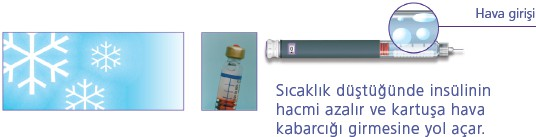 Hava girişi
Sıcaklık düştüğünde insülinin
hacmi azalır ve kartuşa hava
kabarcığı girmesine yol açar.